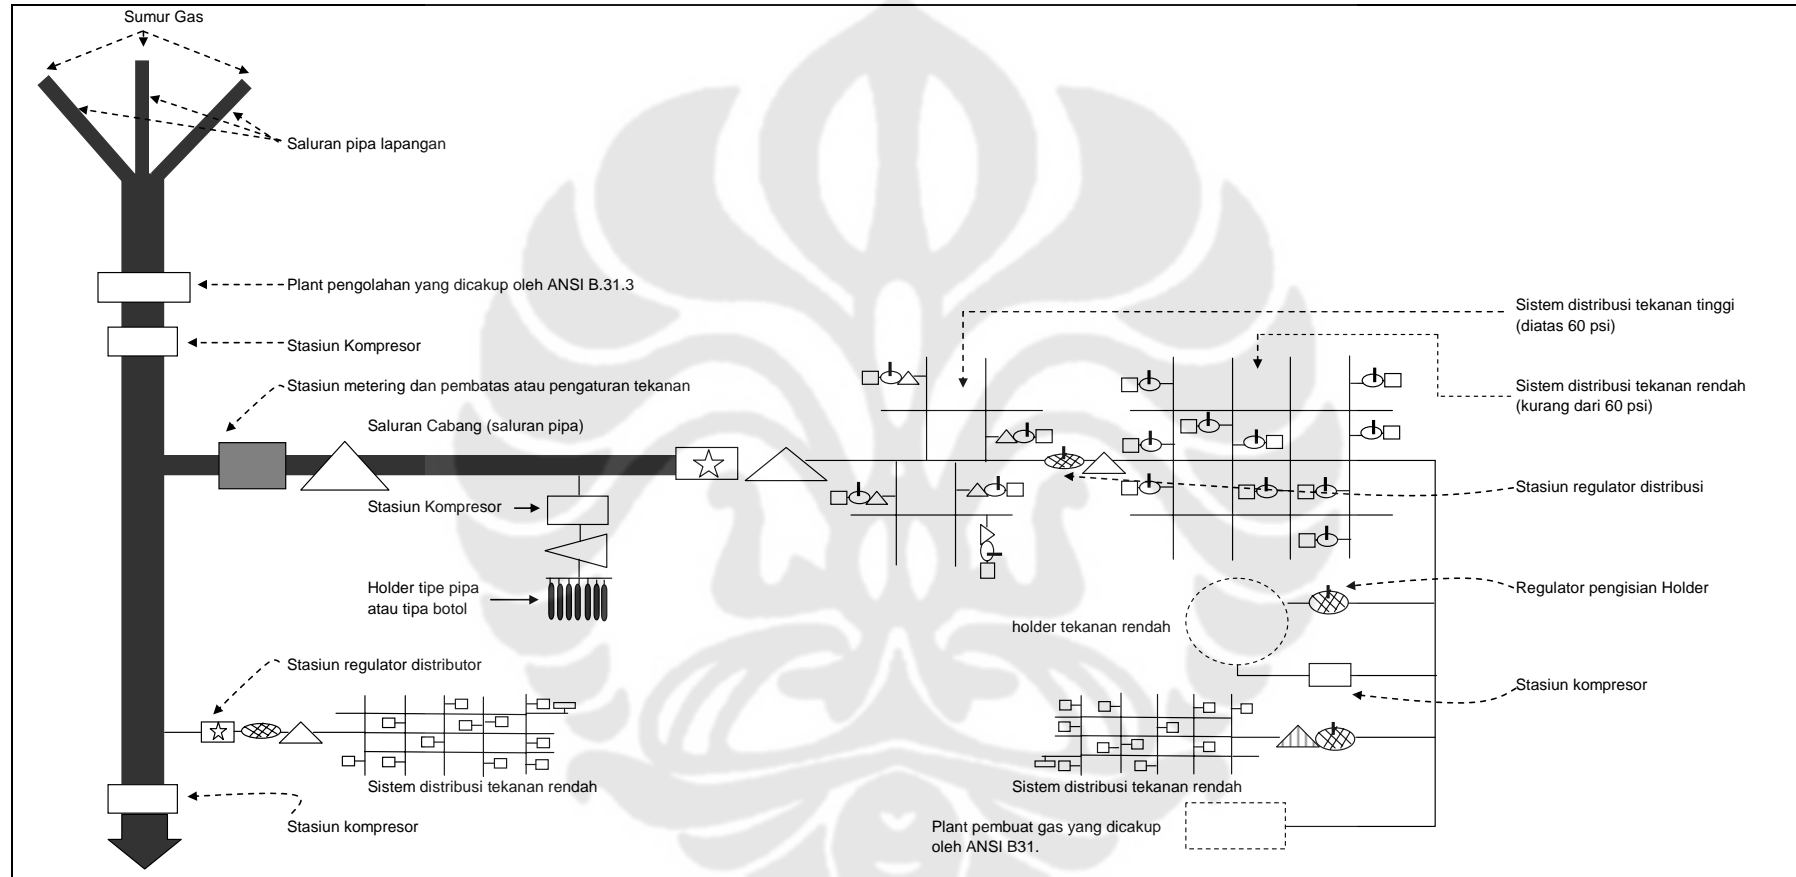 Sumur Gas
Saluran pipa lapangan
Plant pengolahan yang dicakup oleh ANSI B.31.3
Stasiun Kompresor
Stasiun metering dan pembatas atau pengaturan tekanan
Saluran Cabang (saluran pipa)
Stasiun Kompresor
Holder tipe pipa
atau tipa botol
Stasiun regulator distributor
Sistem distribusi tekanan rendah
Stasiun kompresor
Sistem distribusi tekanan tinggi
(diatas 60 psi)
Sistem distribusi tekanan rendah
(kurang dari 60 psi)
Stasiun regulator distribusi
Regulator pengisian Holder
holder tekanan rendah
Stasiun kompresor
Sistem distribusi tekanan rendah
Plant pembuat gas yang dicakup
oleh ANSI B31.